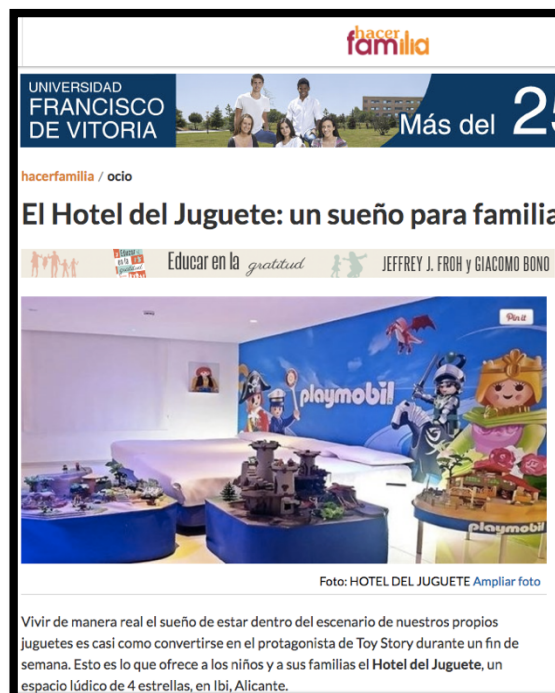 hacer
familia
UNIVERSIDAD
FRANCISCO
DE VITORIA
Más del 25
hacerfamilia / ocio
El Hotel del Juguete: un sueño para familia
Educar en la gratitud
Educar en la gratitud JEFFREY J. FROH y GIACOMO BONO
Pin it
playmobil
playmobil
Foto: HOTEL DEL JUGUETE Ampliar foto
Vivir de manera real el sueño de estar dentro del escenario de nuestros propios
juguetes es casi como convertirse en el protagonista de Toy Story durante un fin de
semana. Esto es lo que ofrece a los niños y a sus familias el Hotel del Juguete, un
espacio lúdico de 4 estrellas, en Ibi, Alicante.